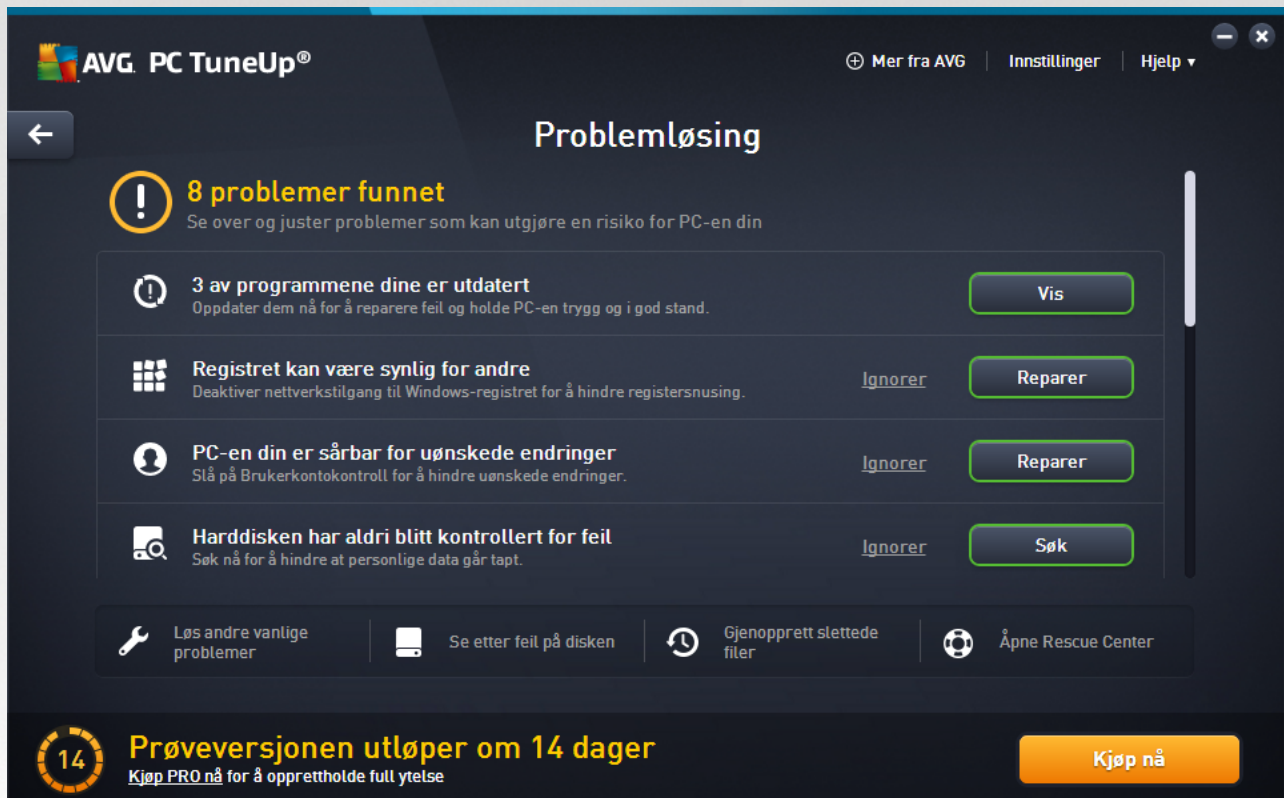 AVG. PC TuneUp®
Mer fra AVG
Innstillinger
Hjelp
Problemløsing
8 problemer funnet
Se over og juster problemer som kan utgjøre en risiko for PC-en din
3 av programmene dine er utdatert
Oppdater dem nå for å reparere feil og holde PC-en trygg og i god stand.
Vis
Registret kan være synlig for andre
Deaktiver nettverkstilgang til Windows-registret for å hindre registersnusing.
Ignorer
Reparer
PC-en din er sårbar for uønskede endringer
Slå på Brukerkontokontroll for å hindre uønskede endringer.
Ignorer
Reparer
Harddisken har aldri blitt kontrollert for feil
Søk nå for å hindre at personlige data går tapt.
Ignorer
Søk
Løs andre vanlige
problemer
Se etter feil på disken
Gjenopprett slettede
filer
Åpne Rescue Center
14
Prøveversjonen utløper om 14 dager
Kjøp PRO nå for å opprettholde full ytelse
Kjøp nå